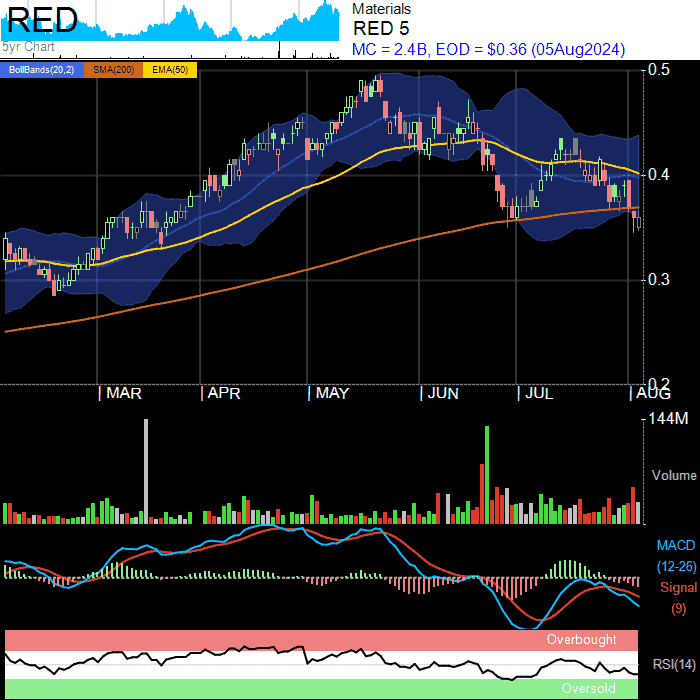 RED
5yr Chart
Materials
RED 5
MC = 2.4B, EOD = $0.36 (05Aug2024)
BollBands(20,2) SMA(200) EMA(50)
0.5
0.4
0.3
0.2
| MAR | APR | MAY | JUN | JUL | AUG
144M
Volume
MACD
(12-26)
Signal
(9)
Overbought
RSI(14)
Oversold